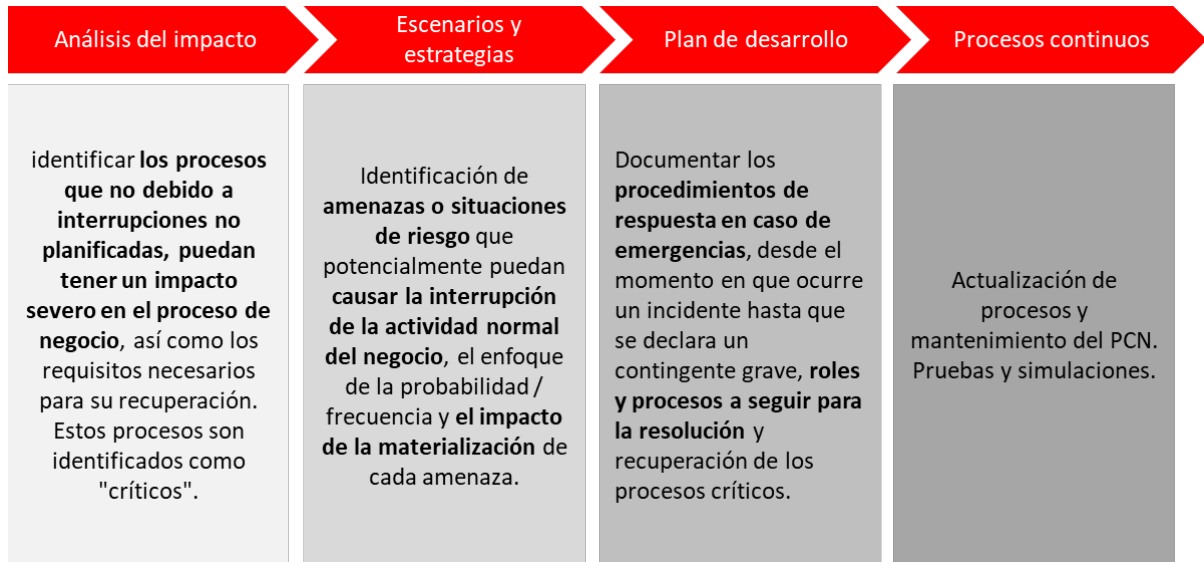 Análisis del impacto
Escenarios y
estrategias
Plan de desarrollo
Procesos continuos
identificar los procesos
que no debido a
interrupciones no
planificadas, puedan
tener un impacto
severo en el proceso de
negocio, así como los
requisitos necesarios
para su recuperación.
Estos procesos son
identificados como
"críticos".
Identificación de
amenazas o situaciones
de riesgo que
potencialmente puedan
causar la interrupción
de la actividad normal
del negocio, el enfoque
de la probabilidad /
frecuencia y el impacto
de la materialización de
cada amenaza.
Documentar los
procedimientos de
respuesta en caso de
emergencias, desde el
momento en que ocurre
un incidente hasta que
se declara un
contingente grave, roles
y procesos a seguir para
la resolución y
recuperación de los
procesos críticos.
Actualización de
procesos y
mantenimiento del PCN.
Pruebas y simulaciones.